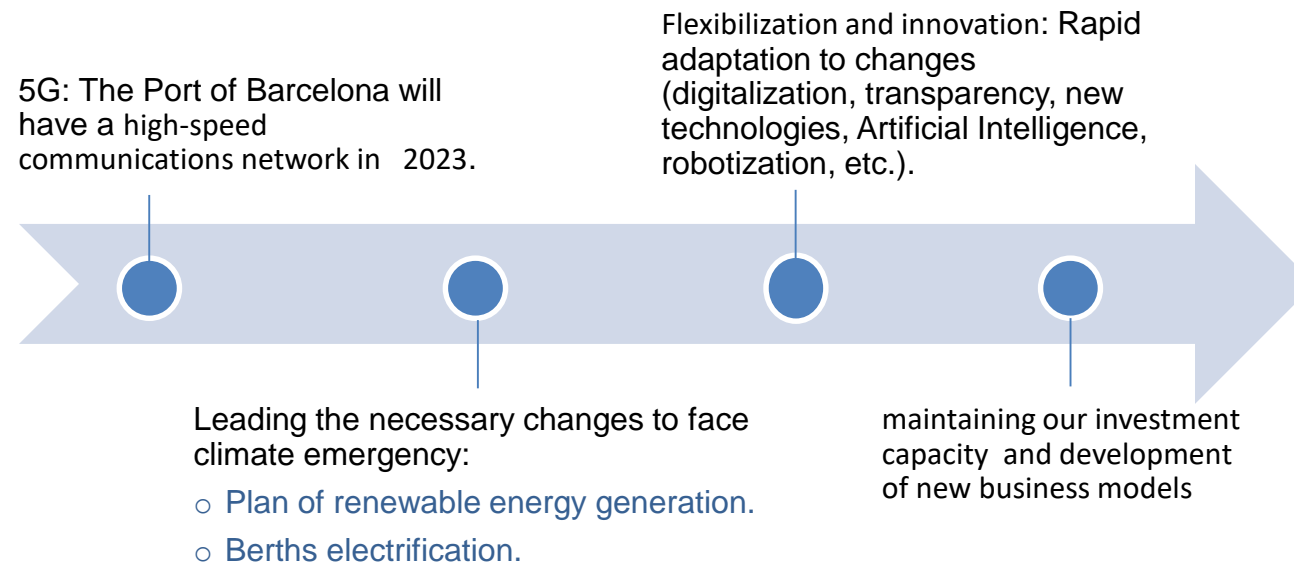 5G: The Port of Barcelona will
have a high-speed
communications network in 2023.
Leading the necessary changes to face
climate emergency:
o Plan of renewable energy generation.
o Berths electrification.
Flexibilization and innovation: Rapid
adaptation to changes
(digitalization, transparency, new
technologies, Artificial Intelligence,
robotization, etc.).
maintaining our investment
capacity and development
of new business models